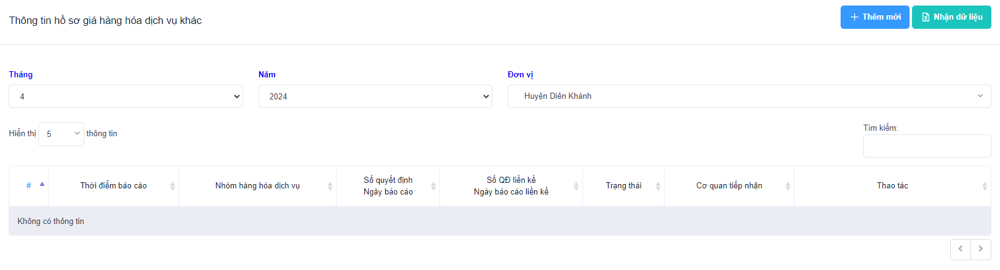 Thông tin hồ sơ giá hàng hóa dịch vụ khác
Thêm mới
Nhận dữ liệu
Tháng
Năm
Đơn vị
4
2024
Huyện Diên Khánh
Hiển thị 5 thông tin
Tìm kiếm:
#
Thời điểm báo cáo
Nhóm hàng hóa dịch vụ
Số quyết định
Ngày báo cáo
Số QĐ liền kề
Ngày báo cáo liền kề
Trạng thái
Cơ quan tiếp nhận
Thao tác
Không có thông tin